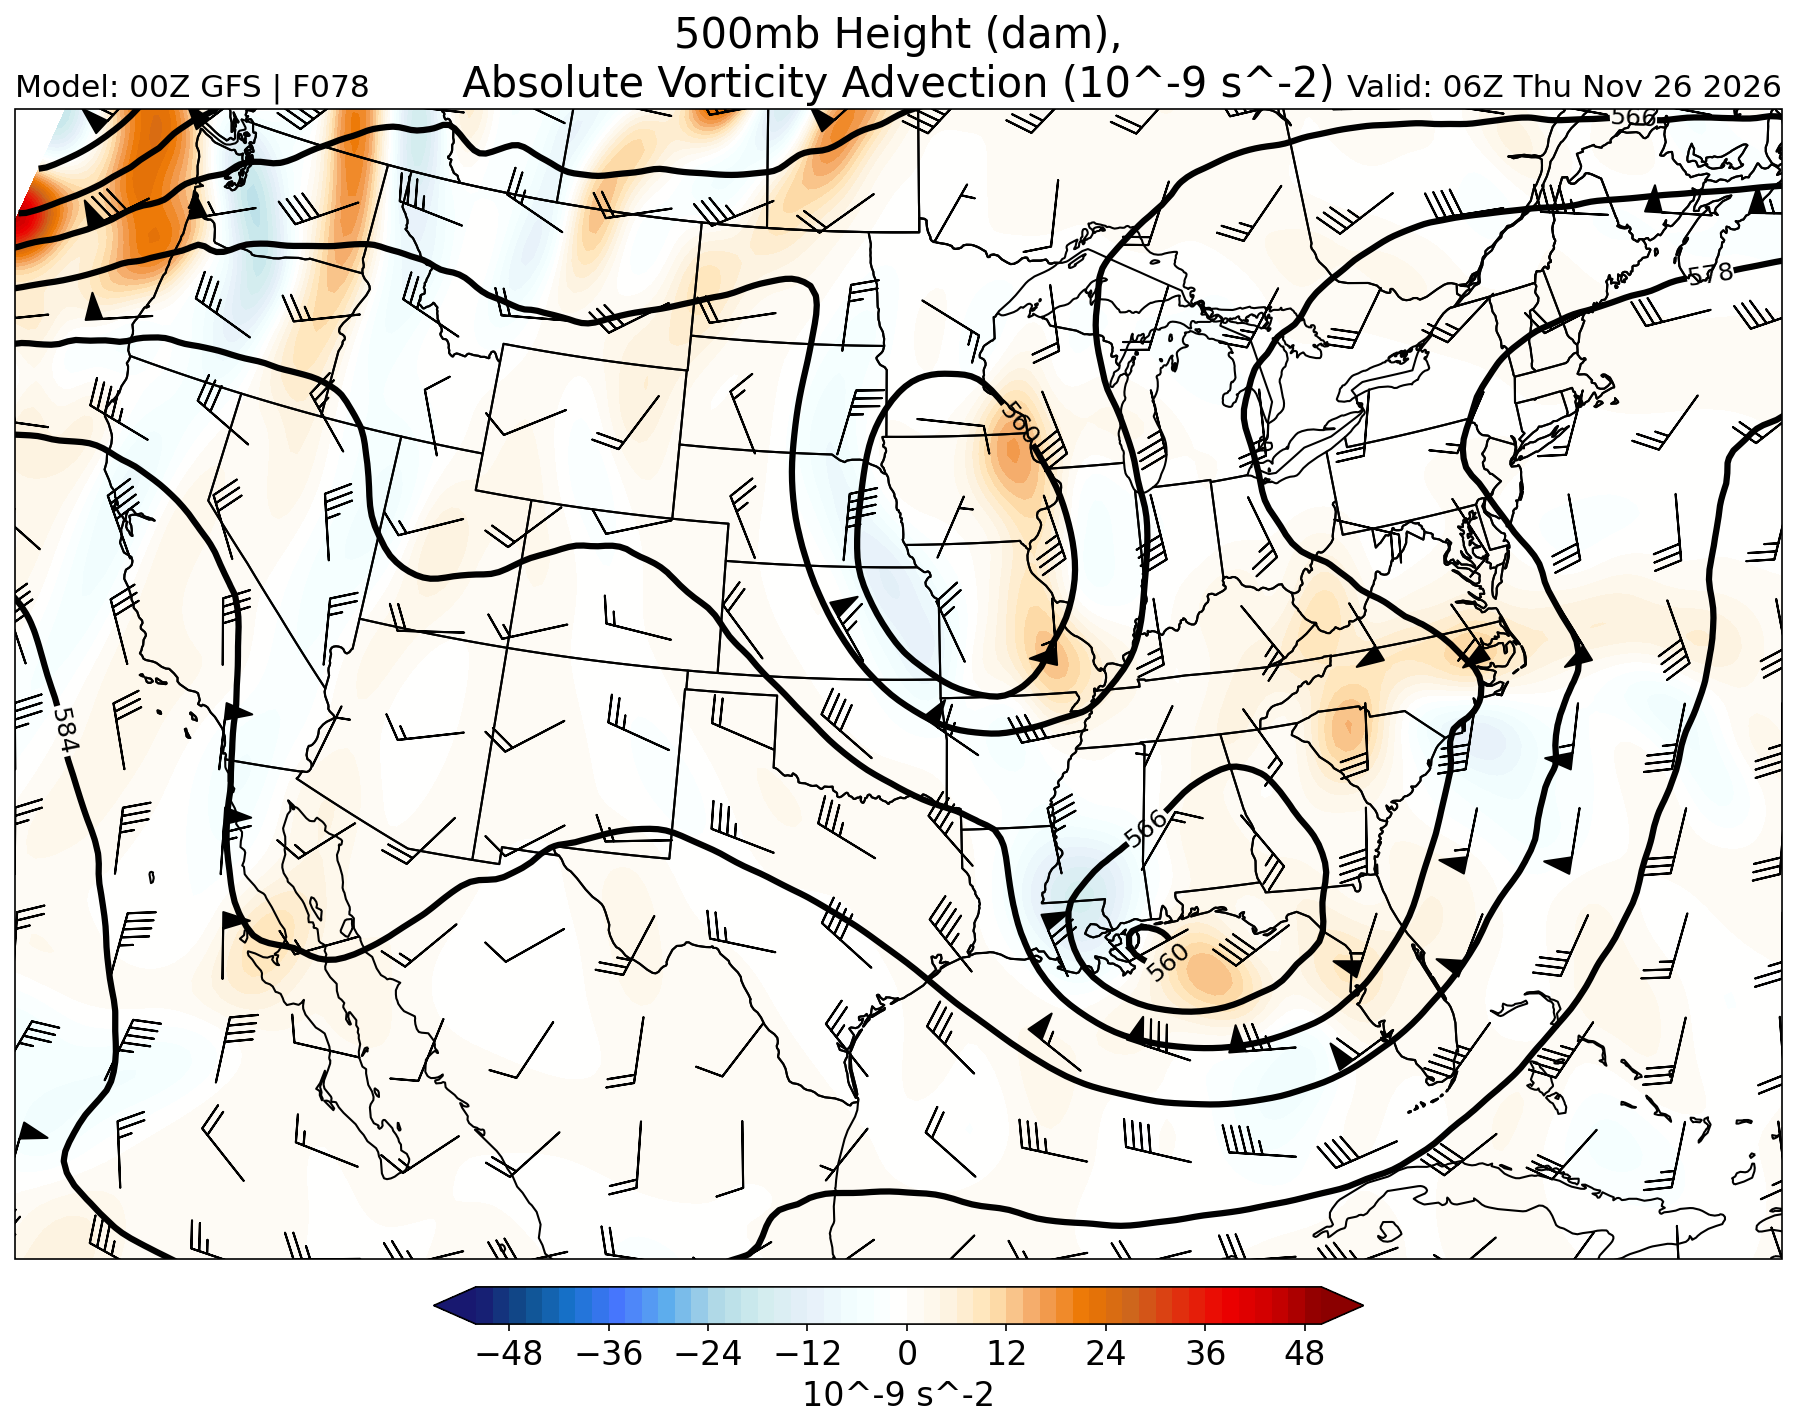 500mb Height (dam),
Model: 00Z GFS | F078
Absolute Vorticity Advection (10^-9 s^-2)
Valid: 06Z Thu Nov 26 2026
566
578
560
584
566
560
−48 −36 −24 −12 0 12 24 36 48
10^-9 s^-2